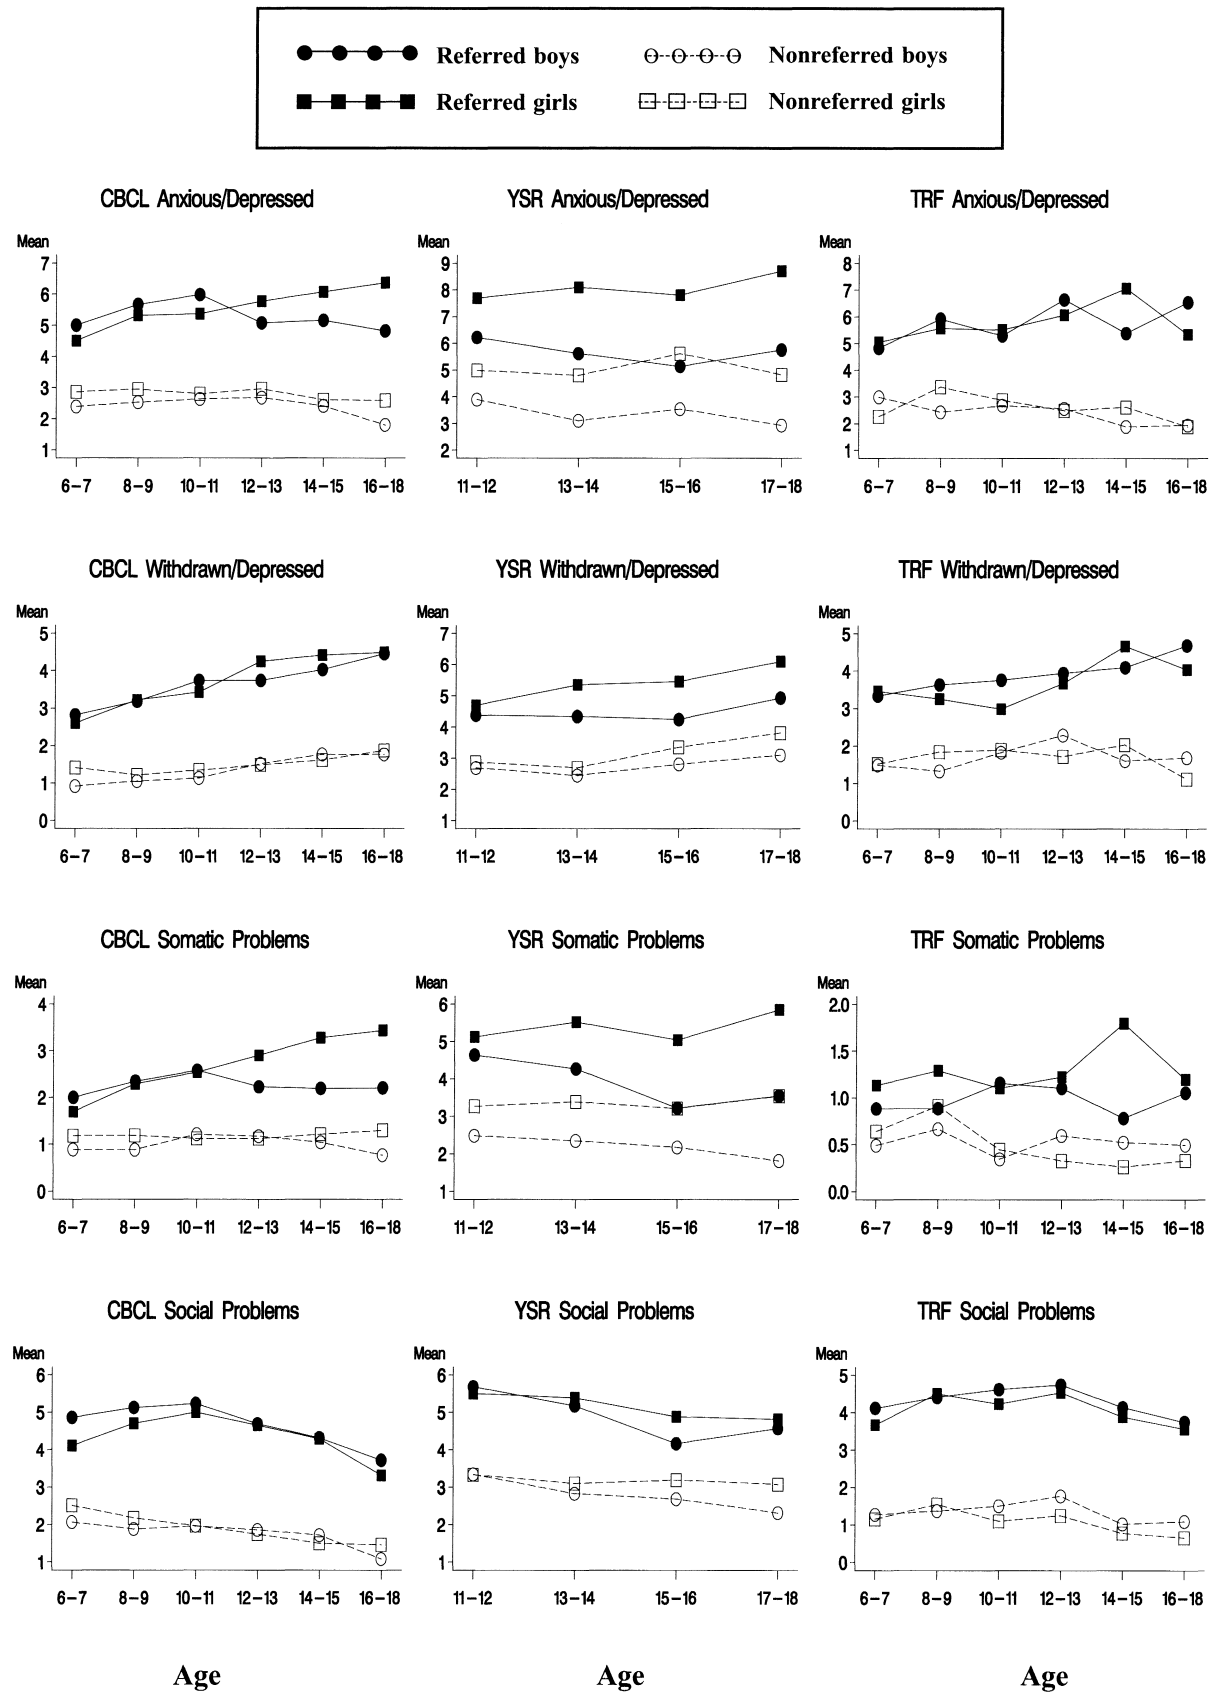 Referred boys Nonreferred boys
Referred girls Nonreferred girls
CBCL Anxious/Depressed YSR Anxious/Depressed TRF Anxious/Depressed
Mean Mean Mean
7 9 8
6 8 7
5 7 6
4 6 5
3 5 4
2 4 3
1 3 2
2 1
6-7 8-9 10-11 12-13 14-15 16-18 11-12 13-14 15-16 17-18 6-7 8-9 10-11 12-13 14-15 16-18
CBCL Withdrawn/Depressed YSR Withdrawn/Depressed TRF Withdrawn/Depressed
Mean Mean Mean
5 7 5
4 6 4
3 5 3
2 4 2
1 3 1
0 2 0
1
6-7 8-9 10-11 12-13 14-15 16-18 11-12 13-14 15-16 17-18 6-7 8-9 10-11 12-13 14-15 16-18
CBCL Somatic Problems YSR Somatic Problems TRF Somatic Problems
Mean Mean Mean
4 6 2.0
3 5 1.5
2 4 1.0
1 3 0.5
0 2 0.0
1
6-7 8-9 10-11 12-13 14-15 16-18 11-12 13-14 15-16 17-18 6-7 8-9 10-11 12-13 14-15 16-18
CBCL Social Problems YSR Social Problems TRF Social Problems
Mean Mean Mean
6 6 5
5 5 4
4 4 3
3 3 2
2 2 1
1 1 0
6-7 8-9 10-11 12-13 14-15 16-18 11-12 13-14 15-16 17-18 6-7 8-9 10-11 12-13 14-15 16-18
Age Age Age